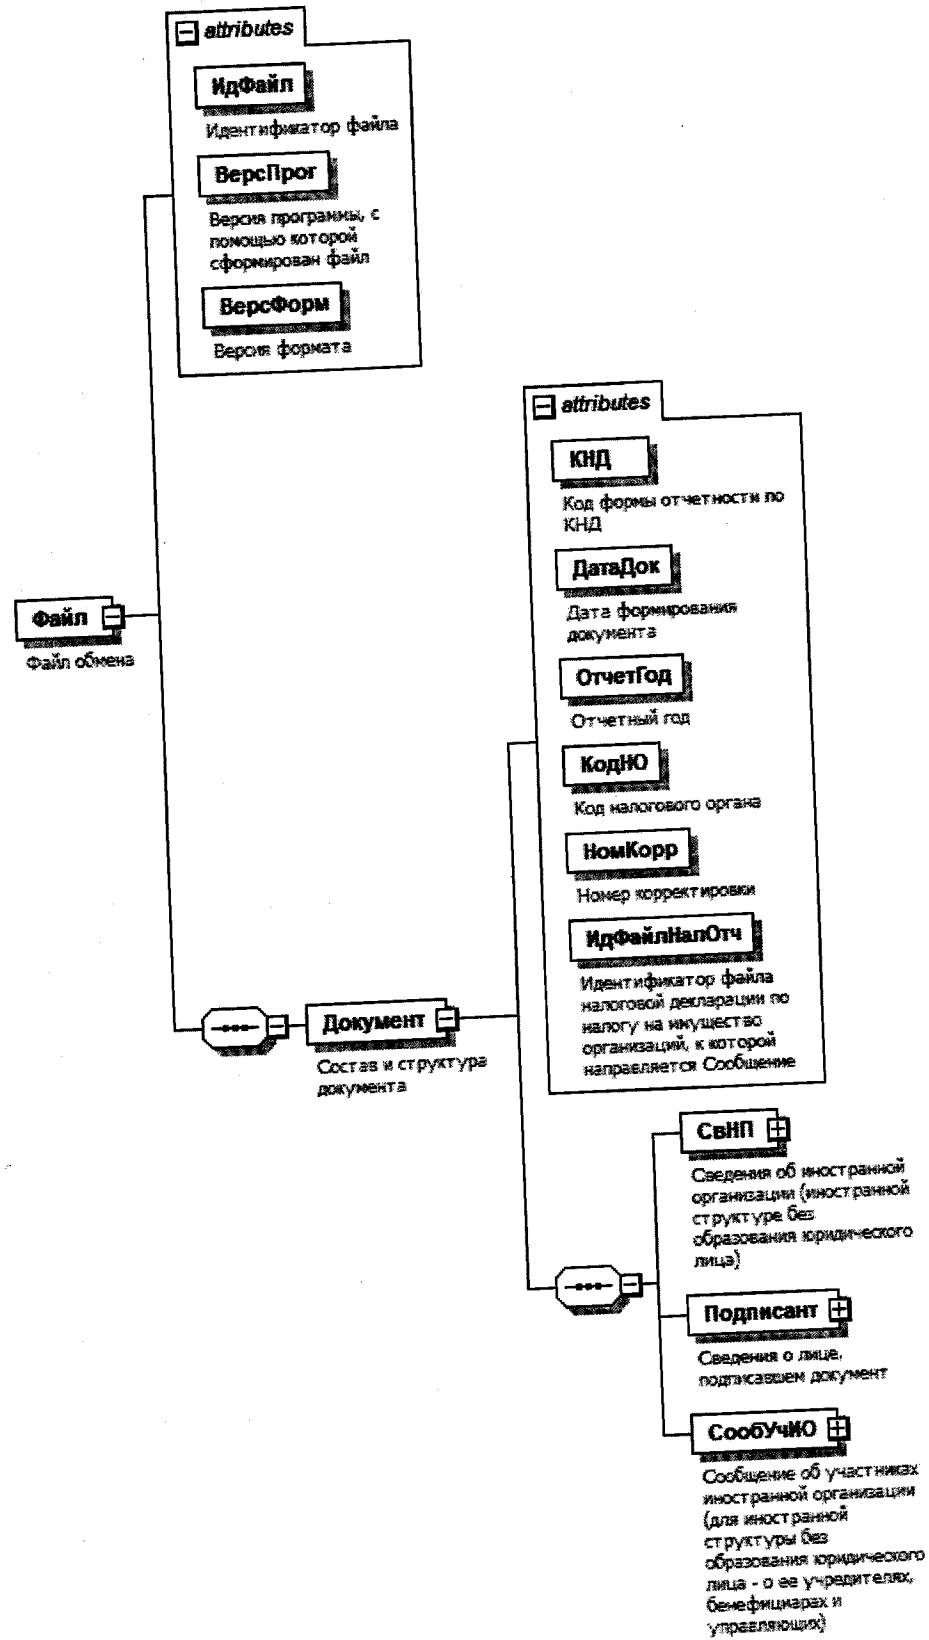 attributes
ИдФайл
Идентификатор файла
ВерсПрог
Версия программы, с
помощью которой
сформирован файл
ВерсФорм
Версия формата
Файл
Файл обмена
attributes
КНД
Код формы отчетности по
КНД
ДатаДок
Дата формирования
документа
ОтчетГод
Отчетный год
КодНО
Код налогового органа
НомКорр
Номер корректировки
ИдФайлНалОтч
Идентификатор файла
налоговой декларации по
налогу на имущество
организаций, к которой
направляется Сообщение
Документ
Состав и структура
документа
СвНП
Сведения об иностранной
организации (иностранной
структуре без
образования юридического
лица)
Подписант
Сведения о лице,
подписавшем документ
СообУчИО
Сообщение об участниках
иностранной организации
(для иностранной
структуры без
образования юридического
лица - о ее учредителях,
бенефициарах и
управляющих)